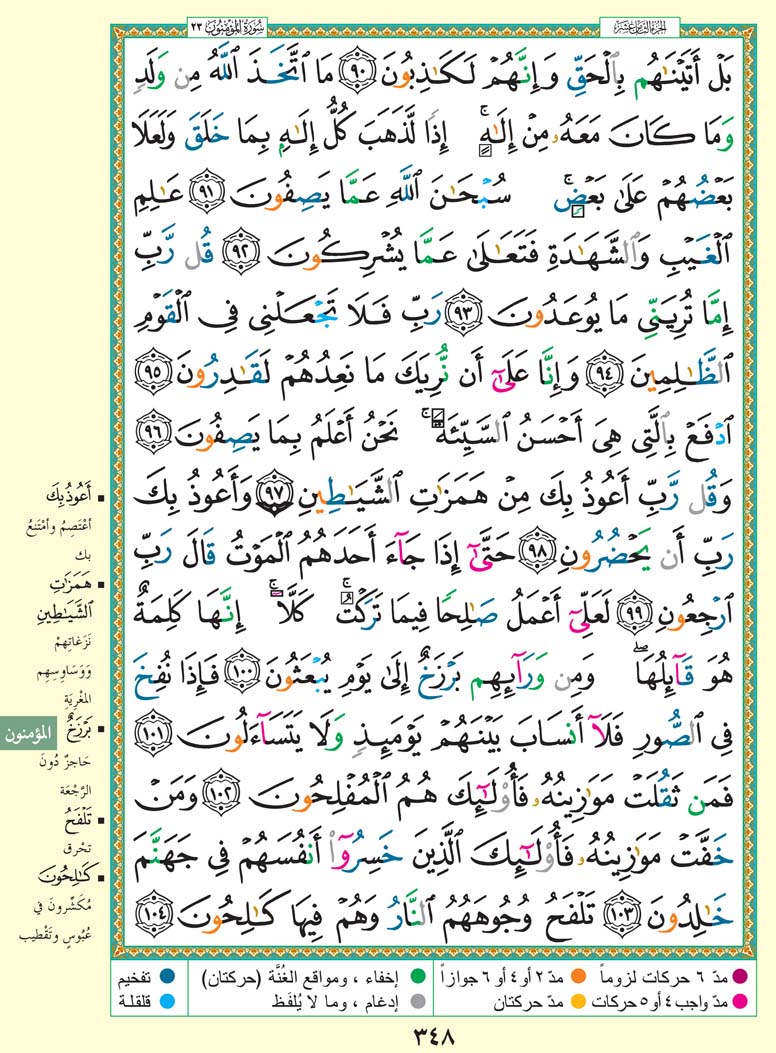 سُورَةُ المُؤْمِنُون ٢٣
الجزء الثامن عشر
بَلْ أَتَيْنَـٰهُم بِٱلْحَقِّ وَإِنَّهُمْ لَكَـٰذِبُونَ ٩٠ مَا ٱتَّخَذَ ٱللَّهُ مِن وَلَدٍ
وَمَا كَانَ مَعَهُۥ مِنْ إِلَـٰهٍۚ إِذًا لَّذَهَبَ كُلُّ إِلَـٰهِۭ بِمَا خَلَقَ وَلَعَلَا
بَعْضُهُمْ عَلَىٰ بَعْضٍۚ سُبْحَـٰنَ ٱللَّهِ عَمَّا يَصِفُونَ ٩١ عَـٰلِمِ
ٱلْغَيْبِ وَٱلشَّهَـٰدَةِ فَتَعَـٰلَىٰ عَمَّا يُشْرِكُونَ ٩٢ قُل رَّبِّ
إِمَّا تُرِيَنِّى مَا يُوعَدُونَ ٩٣ رَبِّ فَلَا تَجْعَلْنِى فِى ٱلْقَوْمِ
ٱلظَّـٰلِمِينَ ٩٤ وَإِنَّا عَلَىٰٓ أَن نُّرِيَكَ مَا نَعِدُهُمْ لَقَـٰدِرُونَ ٩٥
ٱدْفَعْ بِٱلَّتِى هِىَ أَحْسَنُ ٱلسَّيِّئَةَۚ نَحْنُ أَعْلَمُ بِمَا يَصِفُونَ ٩٦
وَقُل رَّبِّ أَعُوذُ بِكَ مِنْ هَمَزَٰتِ ٱلشَّيَـٰطِينِ ٩٧ وَأَعُوذُ بِكَ
رَبِّ أَن يَحْضُرُونِ ٩٨ حَتَّىٰٓ إِذَا جَآءَ أَحَدَهُمُ ٱلْمَوْتُ قَالَ رَبِّ
ٱرْجِعُونِ ٩٩ لَعَلِّىٓ أَعْمَلُ صَـٰلِحًا فِيمَا تَرَكْتُۚ كَلَّآۚ إِنَّهَا كَلِمَةٌ
هُوَ قَآئِلُهَاۖ وَمِن وَرَآئِهِم بَرْزَخٌ إِلَىٰ يَوْمِ يُبْعَثُونَ ١٠٠ فَإِذَا نُفِخَ
فِى ٱلصُّورِ فَلَآ أَنسَابَ بَيْنَهُمْ يَوْمَئِذٍ وَلَا يَتَسَآءَلُونَ ١٠١
فَمَن ثَقُلَتْ مَوَٰزِينُهُۥ فَأُو۟لَـٰٓئِكَ هُمُ ٱلْمُفْلِحُونَ ١٠٢ وَمَنْ
خَفَّتْ مَوَٰزِينُهُۥ فَأُو۟لَـٰٓئِكَ ٱلَّذِينَ خَسِرُوٓا۟ أَنفُسَهُمْ فِى جَهَنَّمَ
خَـٰلِدُونَ ١٠٣ تَلْفَحُ وُجُوهَهُمُ ٱلنَّارُ وَهُمْ فِيهَا كَـٰلِحُونَ ١٠٤
أَعُوذُ بِكَ
أَعْتَصِمُ وأَمْتَنِعُ
بك
هَمَزَٰتِ
ٱلشَّيَـٰطِينِ
نَزَغَاتِهِمْ
وَوَسَاوِسِهِم
المُغْرِيَة
بَرْزَخٌ
حَاجِزٌ دُونَ
الرَّجْعَة
تَلْفَحُ
تحْرق
كَـٰلِحُونَ
مُكَشِّرونَ في
عُبُوسٍ وتَقْطيب
المؤمنون
مدّ ٦ حركات لزوماً
مدّ ٢ أو ٤ أو ٦ جوازاً
إخفاء ، ومواقع الغُنَّة (حركتان)
تفخيم
مدّ واجب ٤ أو ٥ حركات
مدّ حركتان
إدغام ، وما لا يُلفَظ
قلقلة
٣٤٨